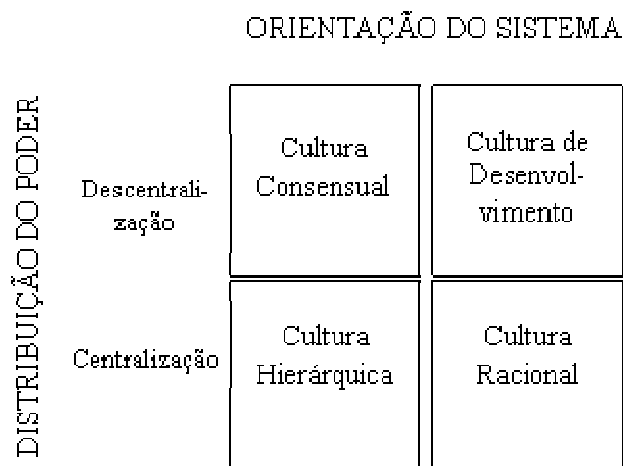 ORIENTAÇÃO DO SISTEMA
DISTRIBUIÇÃO DO PODER
Descentrali-
zação
Cultura
Consensual
Cultura de
Desenvol-
vimento
Centralização
Cultura
Hierárquica
Cultura
Racional